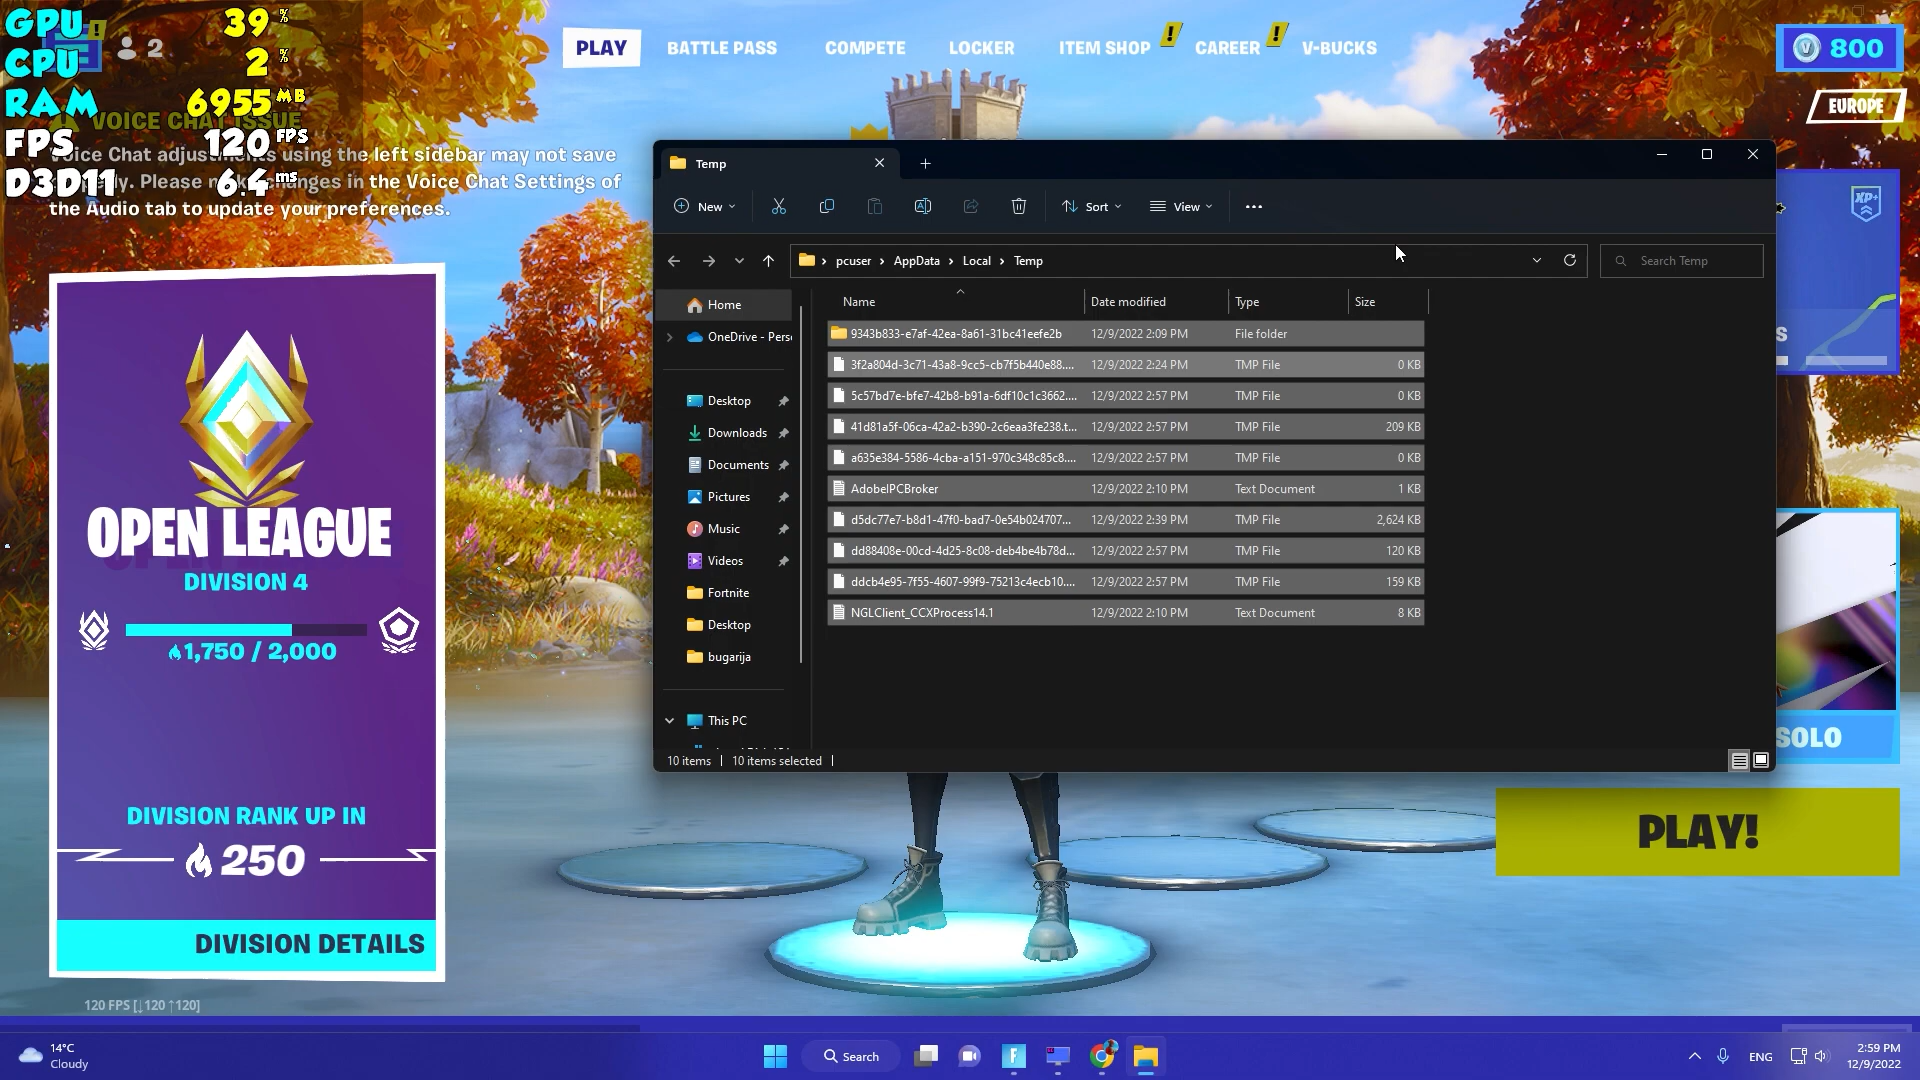 GPU 39 %
CPU 2 %
RAM 6955 MB
FPS 120 FPS
D3D11 6.4 ms
2
PLAY
BATTLE PASS
COMPETE
LOCKER
ITEM SHOP
!
CAREER
!
V-BUCKS
800
EUROPE
VOICE CHAT ISSUE
Voice Chat adjustments using the left sidebar may not save
Please make changes in the Voice Chat Settings of
the Audio tab to update your preferences.
OPEN LEAGUE
DIVISION 4
1,750 / 2,000
DIVISION RANK UP IN
250
DIVISION DETAILS
120 FPS [↓120 ↑120]
Temp
New
Sort
View
pcuser > AppData > Local > Temp
Search Temp
Home
OneDrive - Pers
Desktop
Downloads
Documents
Pictures
Music
Videos
Fortnite
Desktop
bugarija
This PC
Name Date modified Type Size
9343b833-e7af-42ea-8a61-31bc41eefe2b 12/9/2022 2:09 PM File folder
3f2a804d-3c71-43a8-9cc5-cb7f5b440e88.... 12/9/2022 2:24 PM TMP File 0 KB
5c57bd7e-bfe7-42b8-b91a-6df10c1c3662.... 12/9/2022 2:57 PM TMP File 0 KB
41d81a5f-06ca-42a2-b390-2c6eaa3fe238.t... 12/9/2022 2:57 PM TMP File 209 KB
a635e384-5586-4cba-a151-970c348c85c8.... 12/9/2022 2:57 PM TMP File 0 KB
AdobeIPCBroker 12/9/2022 2:10 PM Text Document 1 KB
d5dc77e7-b8d1-47f0-bad7-0e54b024707... 12/9/2022 2:39 PM TMP File 2,624 KB
dd88408e-00cd-4d25-8c08-deb4be4b78d... 12/9/2022 2:57 PM TMP File 120 KB
ddcb4e95-7f55-4607-99f9-75213c4ecb10.... 12/9/2022 2:57 PM TMP File 159 KB
NGLClient_CCXProcess14.1 12/9/2022 2:10 PM Text Document 8 KB
10 items
10 items selected
XP+
S
SOLO
PLAY!
14°C
Cloudy
Search
ENG
2:59 PM
12/9/2022